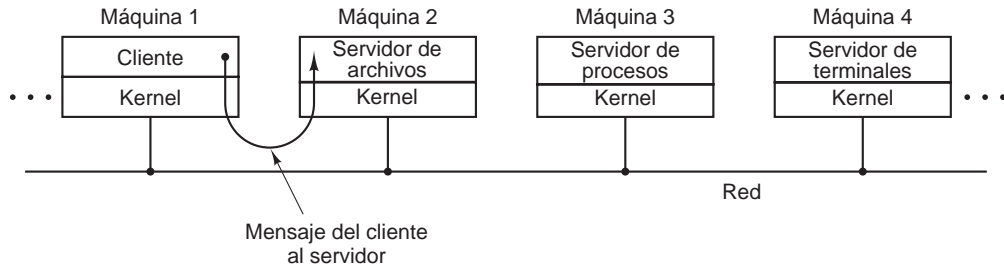 Máquina 1
Máquina 2
Máquina 3
Máquina 4
Cliente
Kernel
Servidor de
archivos
Kernel
Servidor de
procesos
Kernel
Servidor de
terminales
Kernel
Red
Mensaje del cliente
al servidor